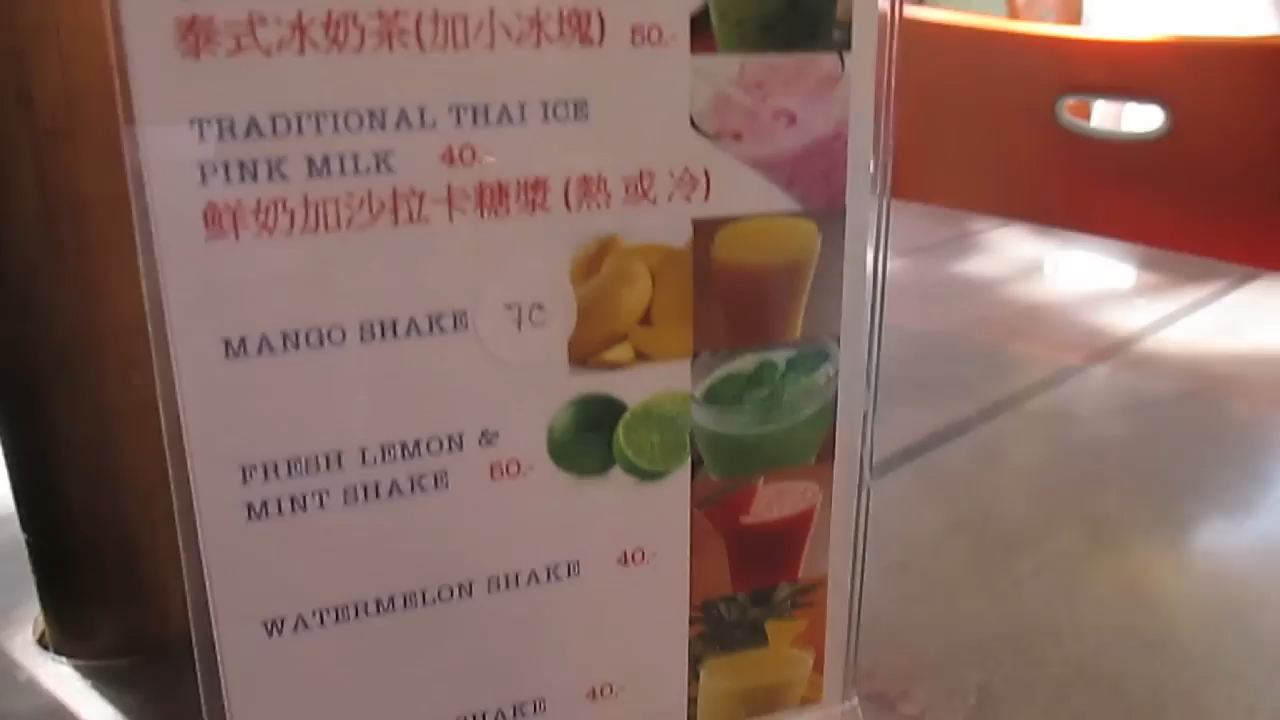 泰式冰奶茶(加小冰塊) 50.-
TRADITIONAL THAI ICE
PINK MILK 40.-
鮮奶加沙拉卡糖漿 (熱 或 冷)
MANGO SHAKE 70
FRESH LEMON &
MINT SHAKE 60.-
WATERMELON SHAKE 40.-
SHAKE 40.-